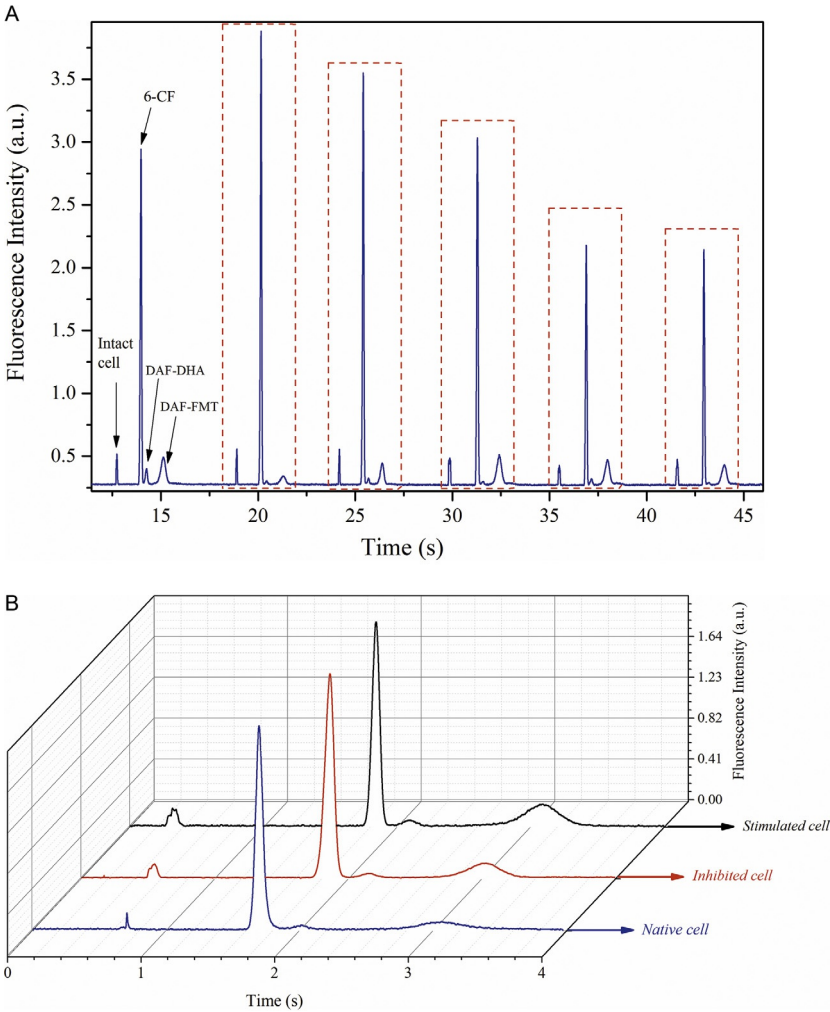 A
6-CF
3.5
3.0
2.5
2.0
1.5
1.0
0.5
Fluorescence Intensity (a.u.)
Intact
cell
DAF-DHA
DAF-FMT
15
20
25
30
35
40
45
Time (s)
B
1.64
1.23
0.82
0.41
0.00
Fluorescence Intensity (a.u.)
Stimulated cell
Inhibited cell
Native cell
0
1
2
3
4
Time (s)